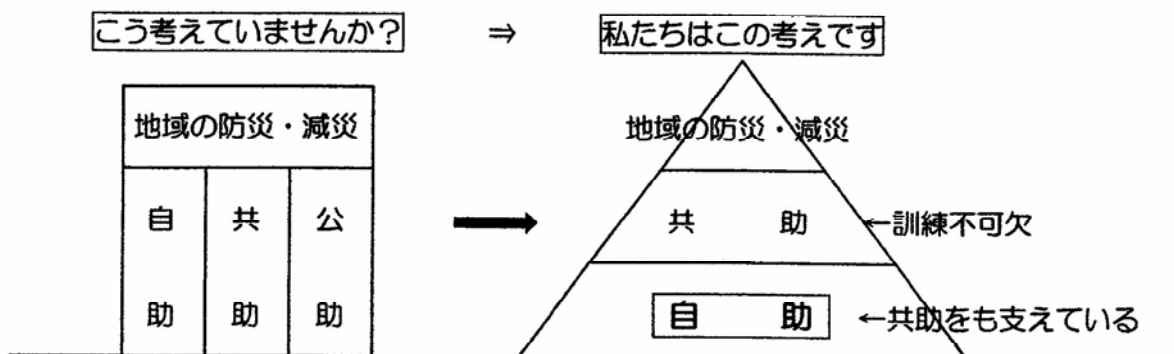 こう考えていませんか？ ⇒ 私たちはこの考えです
地域の防災・減災
自助
共助
公助
地域の防災・減災
共助 ←訓練不可欠
自助 ←共助をも支えている